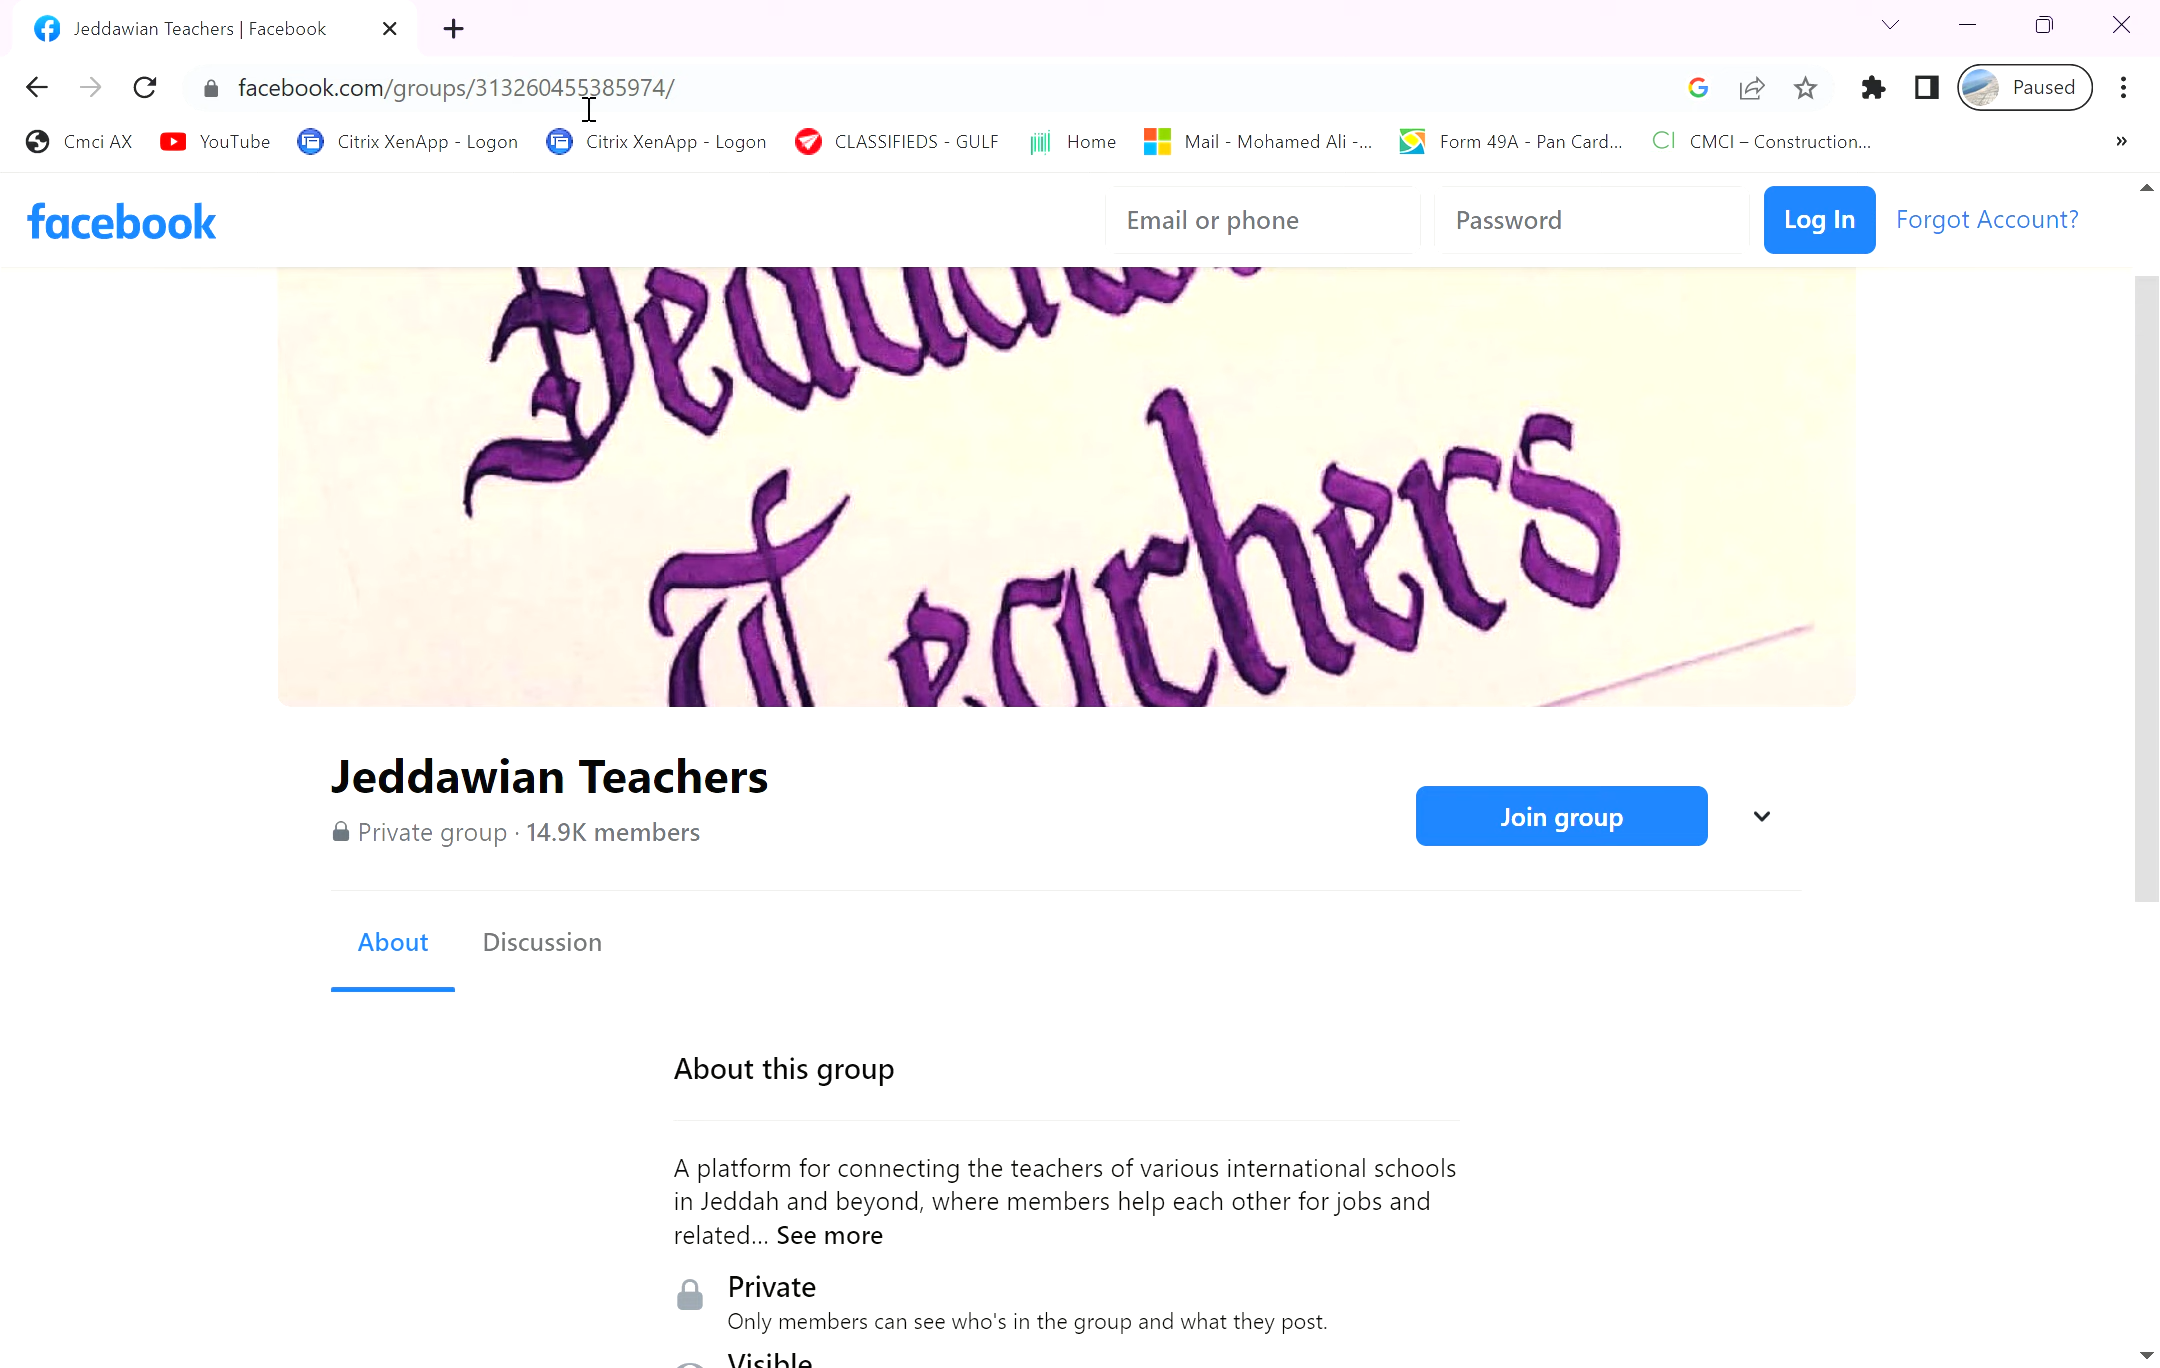 Jeddawian Teachers | Facebook
facebook.com/groups/313260455385974/
Paused
Cmci AX YouTube Citrix XenApp - Logon Citrix XenApp - Logon CLASSIFIEDS - GULF Home Mail - Mohamed Ali -... Form 49A - Pan Card... CMCI – Construction... »
facebook
Email or phone Password Log In Forgot Account?
Teachers
Jeddawian Teachers
Private group · 14.9K members
Join group
About Discussion
About this group
A platform for connecting the teachers of various international schools
in Jeddah and beyond, where members help each other for jobs and
related... See more
Private
Only members can see who's in the group and what they post.
Visible